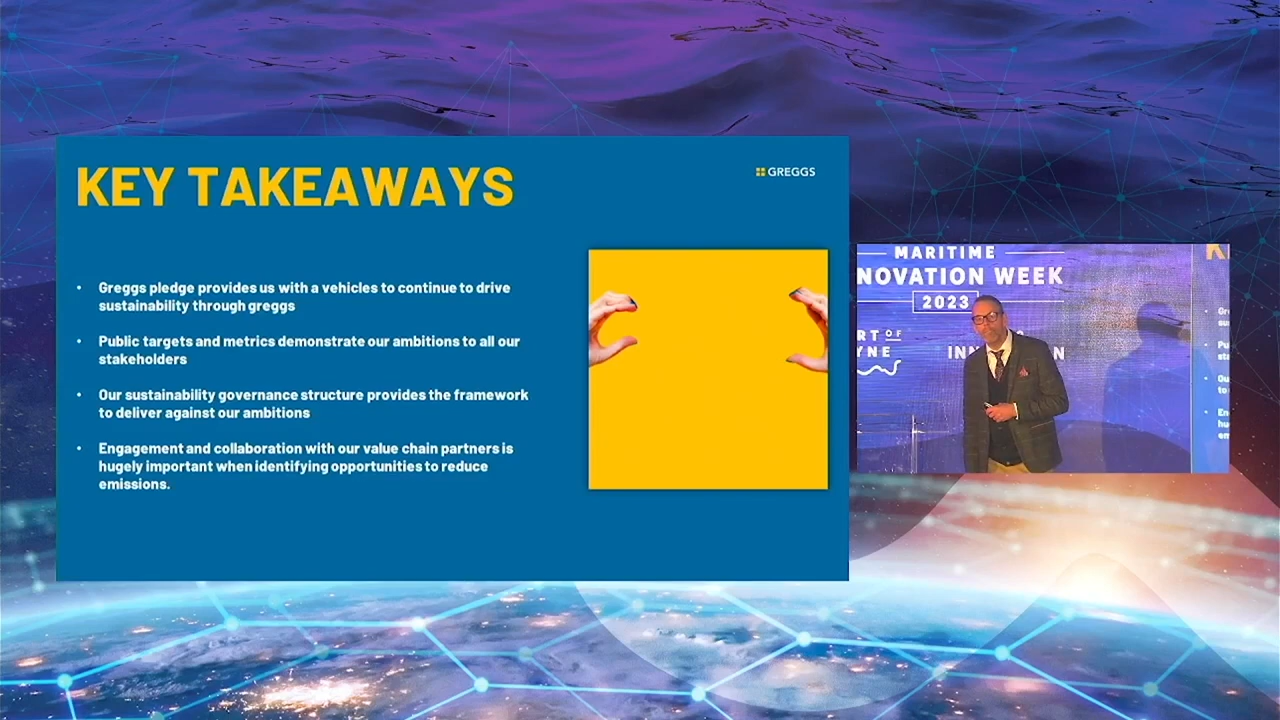 KEY TAKEAWAYS
GREGGS
• Greggs pledge provides us with a vehicles to continue to drive
sustainability through greggs
• Public targets and metrics demonstrate our ambitions to all our
stakeholders
• Our sustainability governance structure provides the framework
to deliver against our ambitions
• Engagement and collaboration with our value chain partners is
hugely important when identifying opportunities to reduce
emissions.
MARITIME
NOVATION WEEK
2023
RT OF
YNE